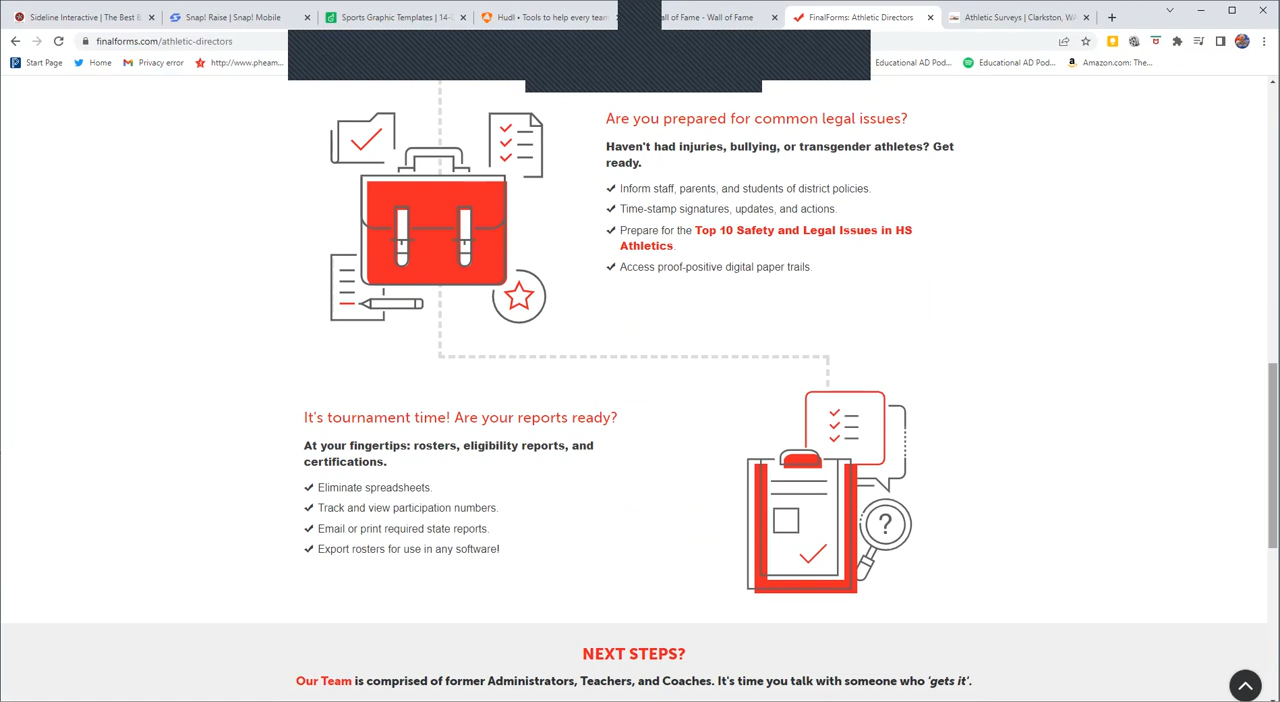 Sideline Interactive | The Best B
Snap! Raise | Snap! Mobile
Sports Graphic Templates | 14-
Hudl • Tools to help every team
all of Fame - Wall of Fame
FinalForms: Athletic Directors
Athletic Surveys | Clarkston, WA
finalforms.com/athletic-directors
Start Page
Home
Privacy error
http://www.pheam...
Educational AD Pod...
Educational AD Pod...
Amazon.com: The...
Are you prepared for common legal issues?
Haven't had injuries, bullying, or transgender athletes? Get
ready.
Inform staff, parents, and students of district policies.
Time-stamp signatures, updates, and actions.
Prepare for the Top 10 Safety and Legal Issues in HS
Athletics.
Access proof-positive digital paper trails.
It's tournament time! Are your reports ready?
At your fingertips: rosters, eligibility reports, and
certifications.
Eliminate spreadsheets.
Track and view participation numbers.
Email or print required state reports.
Export rosters for use in any software!
?
NEXT STEPS?
Our Team is comprised of former Administrators, Teachers, and Coaches. It's time you talk with someone who 'gets it'.